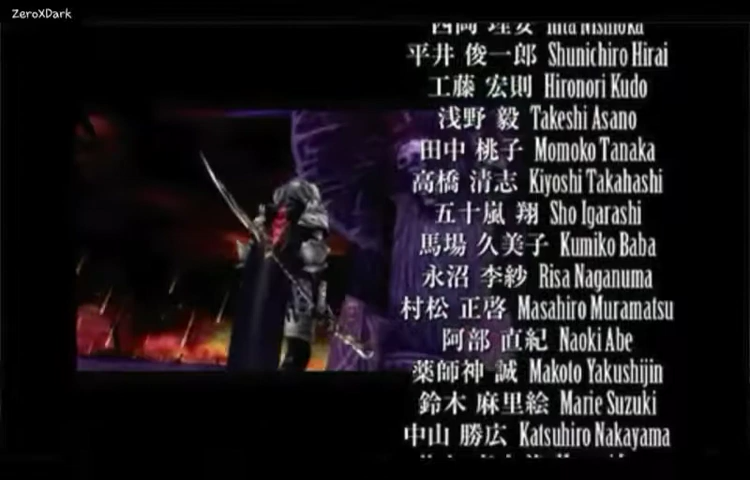 ZeroXDark
平井 俊一郎 Shunichiro Hirai
工藤 宏則 Hironori Kudo
浅野 毅 Takeshi Asano
田中 桃子 Momoko Tanaka
高橋 清志 Kiyoshi Takahashi
五十嵐 翔 Sho Igarashi
馬場 久美子 Kumiko Baba
永沼 李紗 Risa Naganuma
村松 正啓 Masahiro Muramatsu
阿部 直紀 Naoki Abe
薬師神 誠 Makoto Yakushijin
鈴木 麻里絵 Marie Suzuki
中山 勝広 Katsuhiro Nakayama